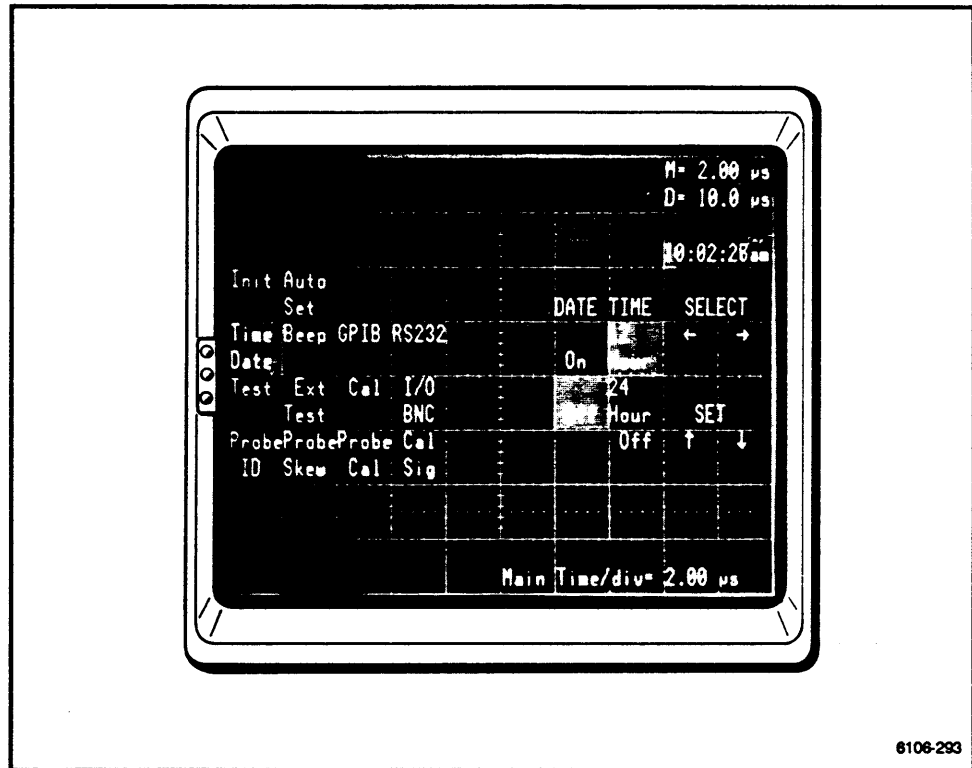 M= 2.00 µs
D= 10.0 µs
10:02:28am
Init Auto
Set
DATE TIME SELECT
Time Beep GPIB RS232 ← →
Date On
Test Ext Cal I/O 24
Test BNC Hour SET
ProbeProbeProbe Cal Off ↑ ↓
ID Skew Cal Sig
Main Time/div= 2.00 µs
6106-293